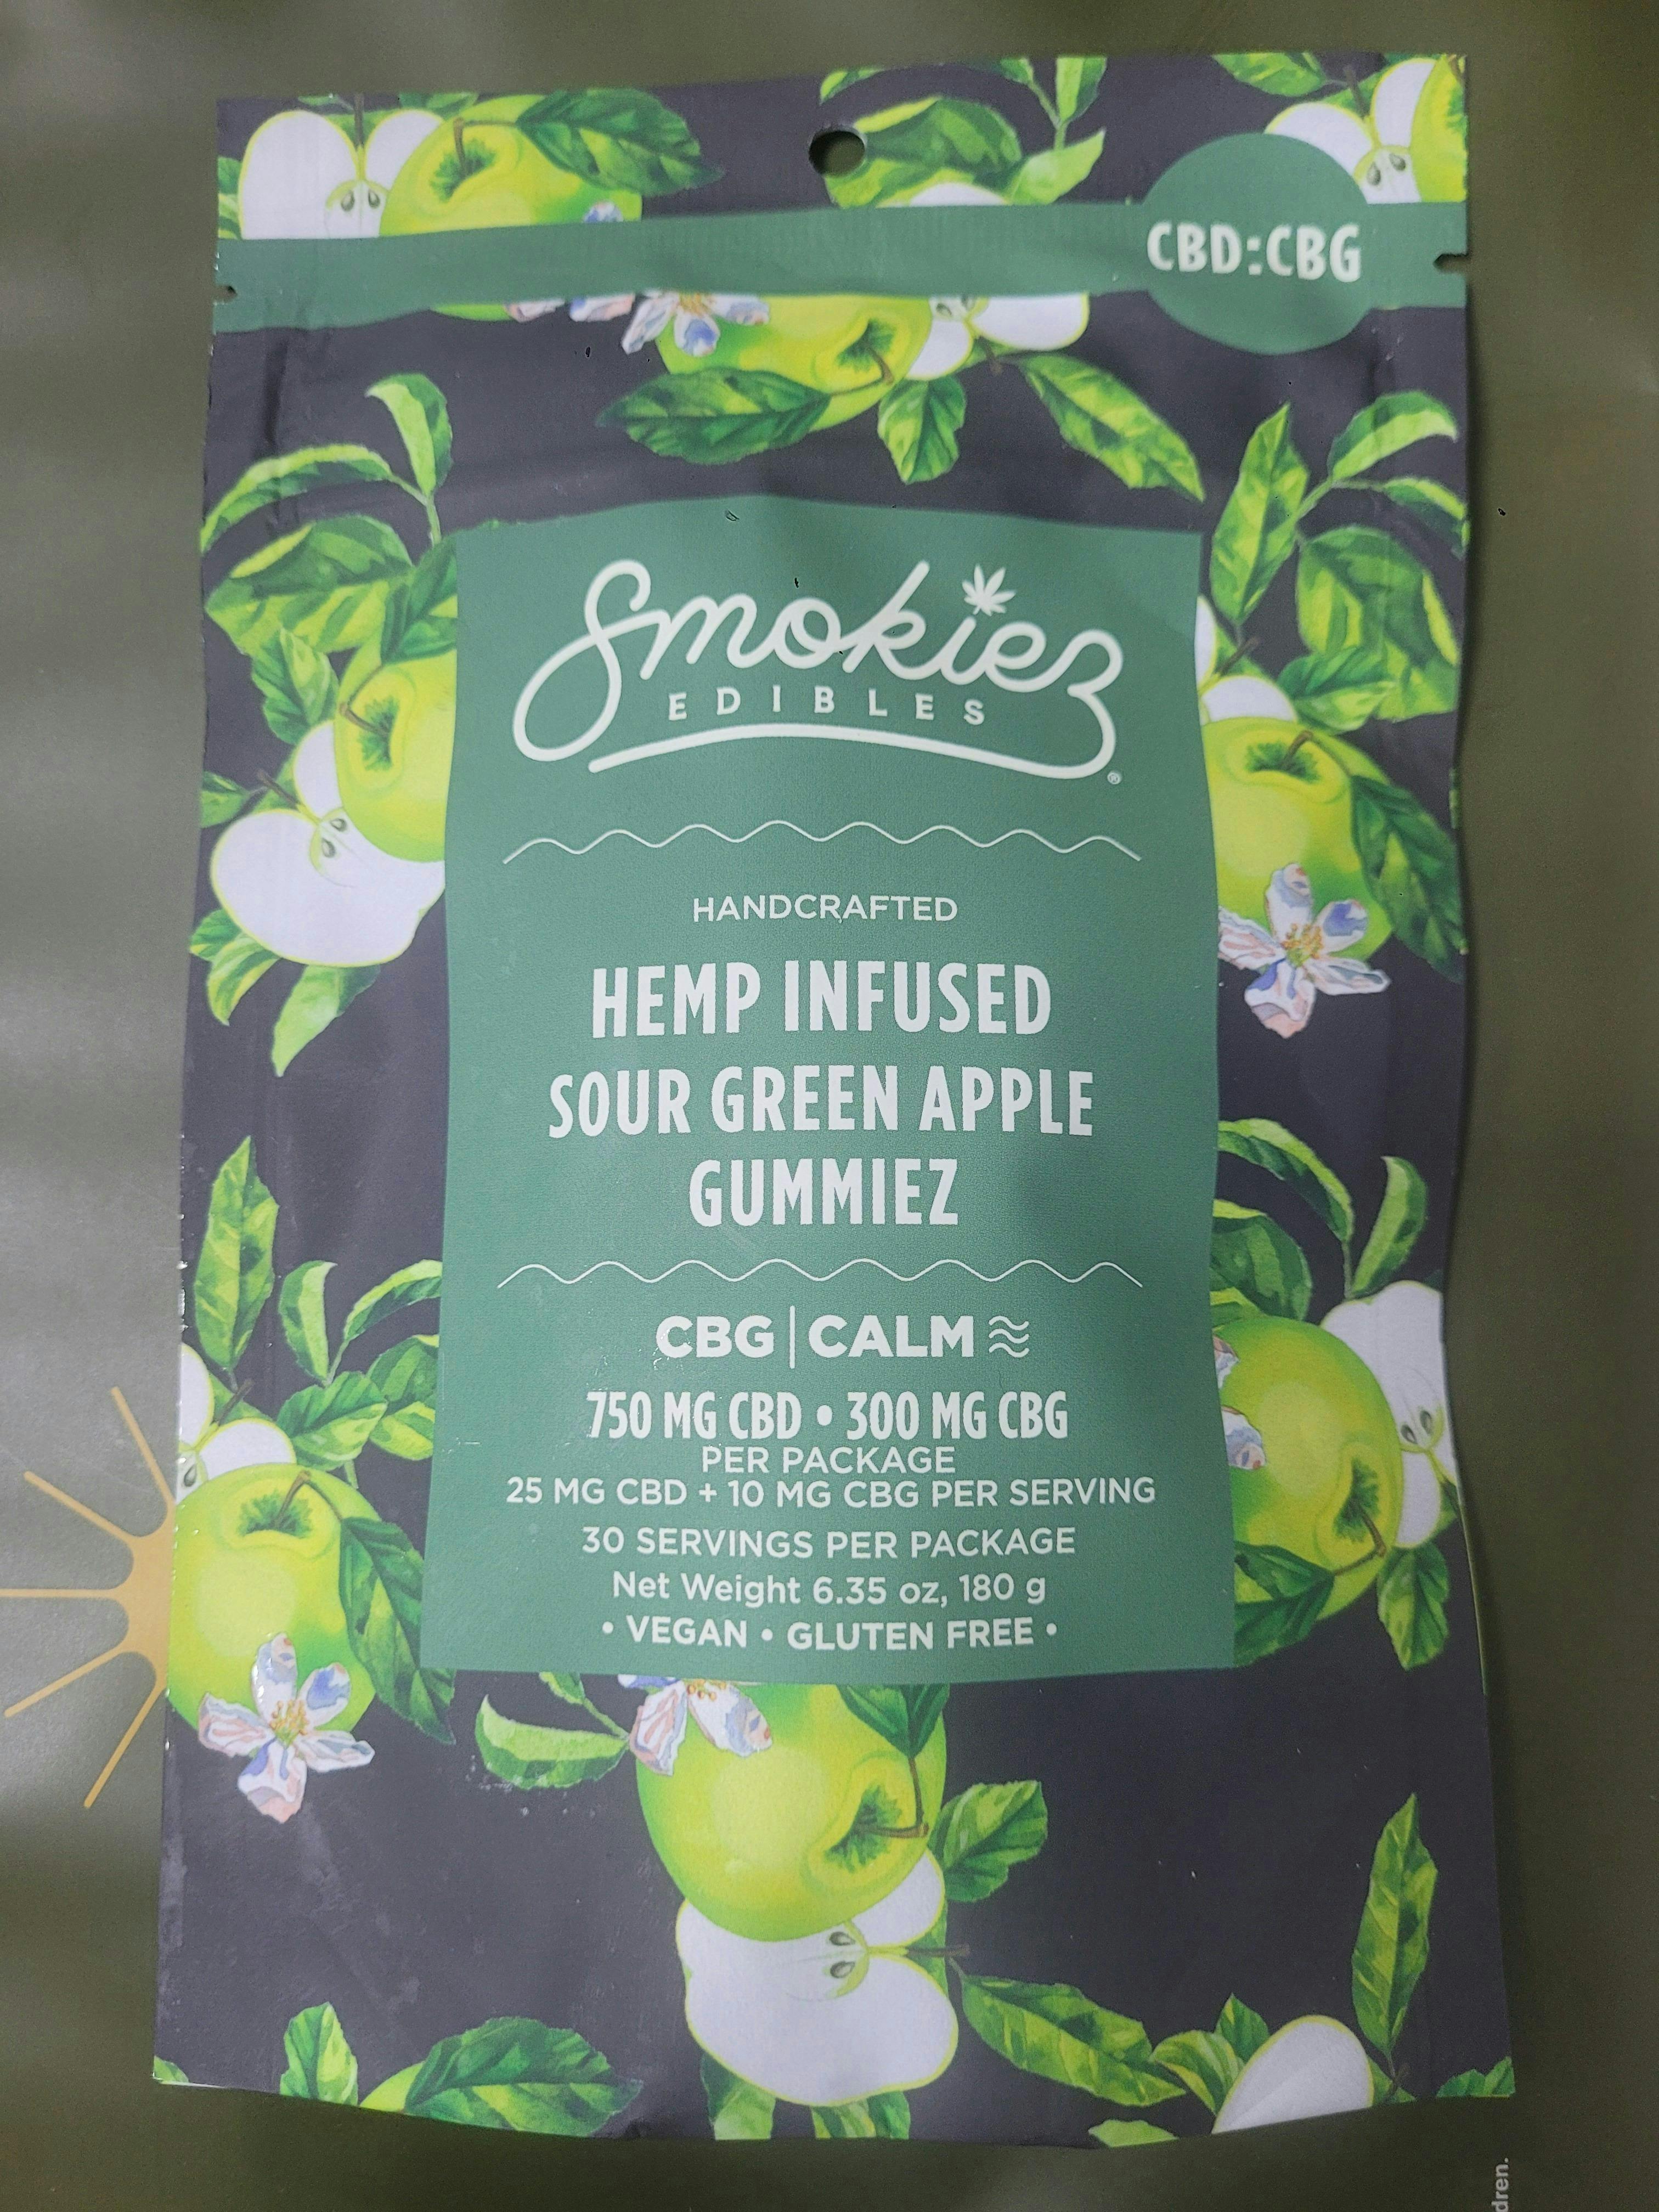 CBD:CBG
Smokiez
EDIBLES
®
HANDCRAFTED
HEMP INFUSED
SOUR GREEN APPLE
GUMMIEZ
CBG | CALM
750 MG CBD • 300 MG CBG
PER PACKAGE
25 MG CBD + 10 MG CBG PER SERVING
30 SERVINGS PER PACKAGE
Net Weight 6.35 oz, 180 g
• VEGAN • GLUTEN FREE •
dren.